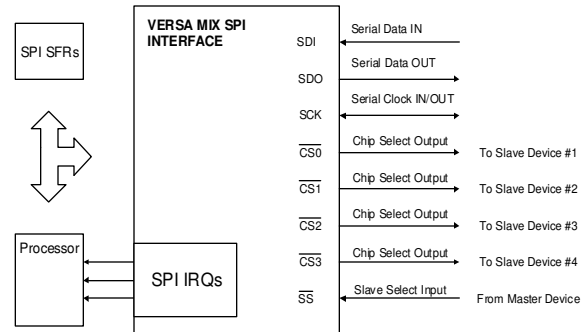 VERSA MIX SPI
INTERFACE
SPI SFRs
Processor
SPI IRQs
SDI Serial Data IN
SDO Serial Data OUT
SCK Serial Clock IN/OUT
CS0 Chip Select Output To Slave Device #1
CS1 Chip Select Output To Slave Device #2
CS2 Chip Select Output To Slave Device #3
CS3 Chip Select Output To Slave Device #4
SS Slave Select Input From Master Device